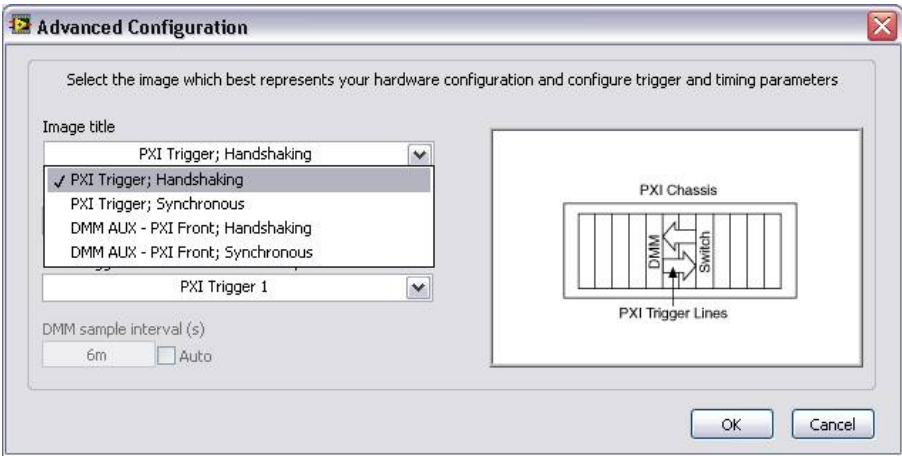 Advanced Configuration
Select the image which best represents your hardware configuration and configure trigger and timing parameters
Image title
PXI Trigger; Handshaking
✓ PXI Trigger; Handshaking
PXI Trigger; Synchronous
DMM AUX - PXI Front; Handshaking
DMM AUX - PXI Front; Synchronous
PXI Trigger 1
DMM sample interval (s)
6m
Auto
PXI Chassis
DMM
Switch
PXI Trigger Lines
OK
Cancel